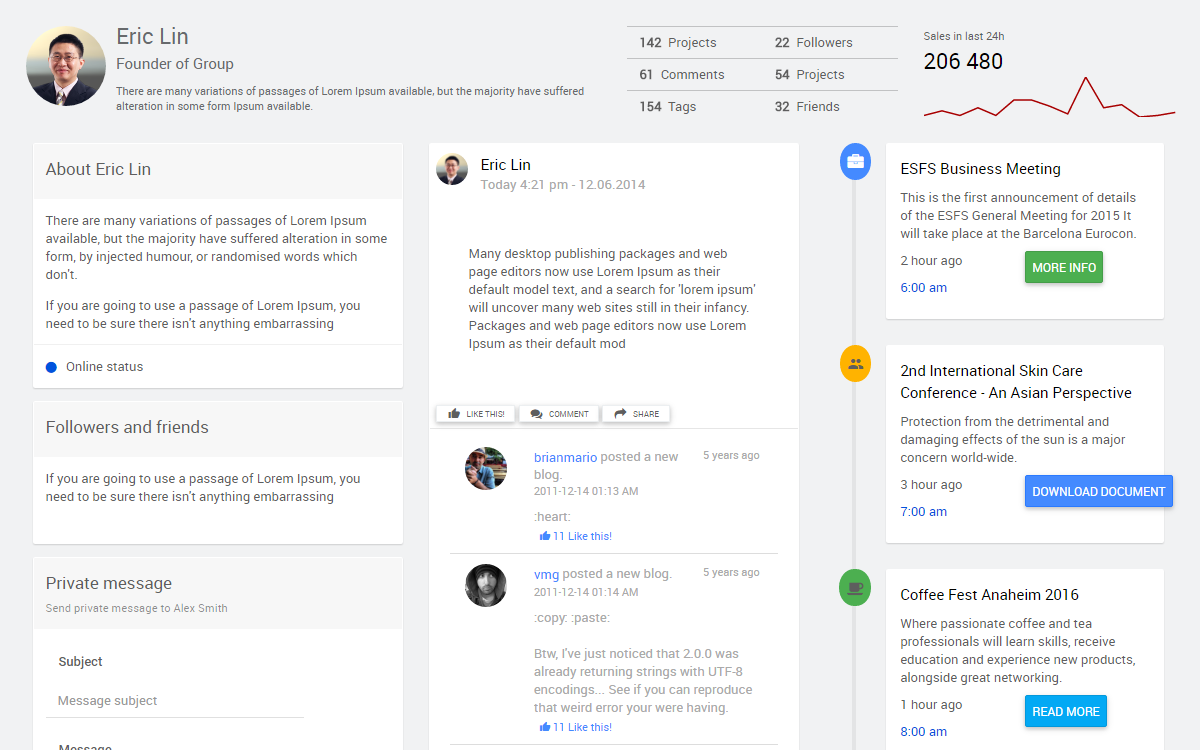 Eric Lin
Founder of Group
There are many variations of passages of Lorem Ipsum available, but the majority have suffered
alteration in some form Ipsum available.
142 Projects
22 Followers
61 Comments
54 Projects
154 Tags
32 Friends
Sales in last 24h
206 480
About Eric Lin
There are many variations of passages of Lorem Ipsum
available, but the majority have suffered alteration in some
form, by injected humour, or randomised words which
don't.
If you are going to use a passage of Lorem Ipsum, you
need to be sure there isn't anything embarrassing
Online status
Followers and friends
If you are going to use a passage of Lorem Ipsum, you
need to be sure there isn't anything embarrassing
Private message
Send private message to Alex Smith
Subject
Message subject
Message
Eric Lin
Today 4:21 pm - 12.06.2014
Many desktop publishing packages and web
page editors now use Lorem Ipsum as their
default model text, and a search for 'lorem ipsum'
will uncover many web sites still in their infancy.
Packages and web page editors now use Lorem
Ipsum as their default mod
LIKE THIS!
COMMENT
SHARE
brianmario posted a new
blog.
5 years ago
2011-12-14 01:13 AM
:heart:
11 Like this!
vmg posted a new blog.
5 years ago
2011-12-14 01:14 AM
:copy: :paste:
Btw, I've just noticed that 2.0.0 was
already returning strings with UTF-8
encodings... See if you can reproduce
that weird error your were having.
11 Like this!
ESFS Business Meeting
This is the first announcement of details
of the ESFS General Meeting for 2015 It
will take place at the Barcelona Eurocon.
2 hour ago
6:00 am
MORE INFO
2nd International Skin Care
Conference - An Asian Perspective
Protection from the detrimental and
damaging effects of the sun is a major
concern world-wide.
3 hour ago
7:00 am
DOWNLOAD DOCUMENT
Coffee Fest Anaheim 2016
Where passionate coffee and tea
professionals will learn skills, receive
education and experience new products,
alongside great networking.
1 hour ago
8:00 am
READ MORE